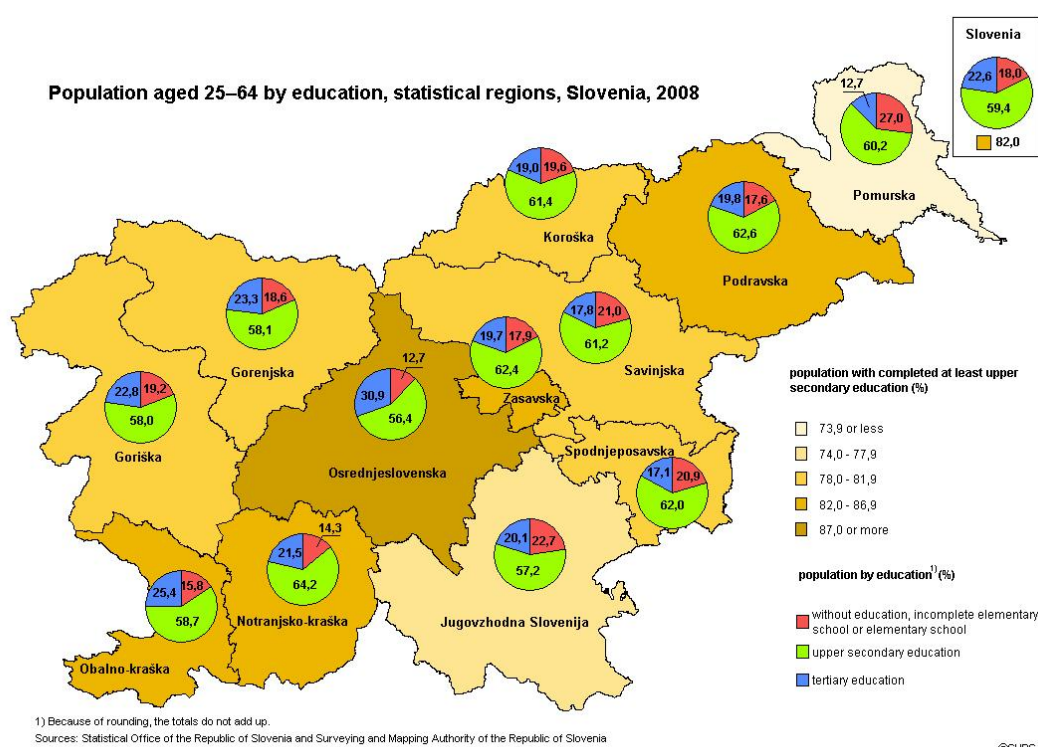 Population aged 25–64 by education, statistical regions, Slovenia, 2008
Slovenia
22,6 18,0
59,4
82,0
12,7
27,0
60,2
Pomurska
19,0 19,6
61,4
Koroška
19,8 17,6
62,6
Podravska
23,3 18,6
58,1
Gorenjska
17,8 21,0
61,2
Savinjska
19,7 17,9
62,4
Zasavska
12,7
30,9
56,4
Osrednjeslovenska
22,8 19,2
58,0
Goriška
Spodnjeposavska
17,1 20,9
62,0
20,1 22,7
57,2
Jugovzhodna Slovenija
14,3
21,5
64,2
Notranjsko-kraška
25,4 15,8
58,7
Obalno-kraška
population with completed at least upper
secondary education (%)
73,9 or less
74,0 - 77,9
78,0 - 81,9
82,0 - 86,9
87,0 or more
population by education1) (%)
without education, incomplete elementary
school or elementary school
upper secondary education
tertiary education
1) Because of rounding, the totals do not add up.
Sources: Statistical Office of the Republic of Slovenia and Surveying and Mapping Authority of the Republic of Slovenia